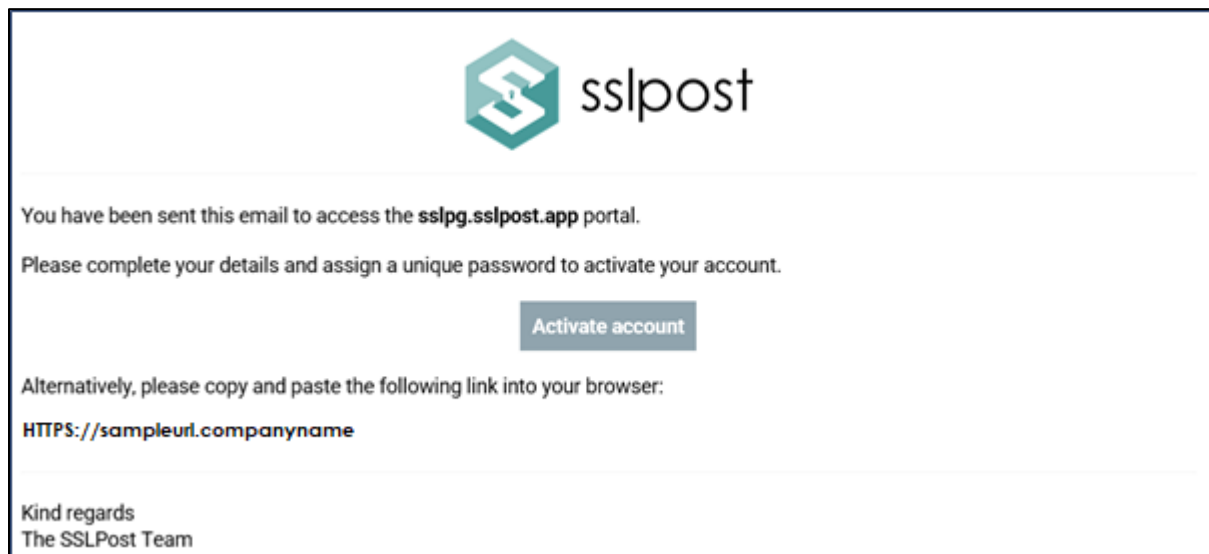 sslpost
You have been sent this email to access the sslpg.sslpost.app portal.
Please complete your details and assign a unique password to activate your account.
Activate account
Alternatively, please copy and paste the following link into your browser:
HTTPS://sampleurl.companyname
Kind regards
The SSLPost Team